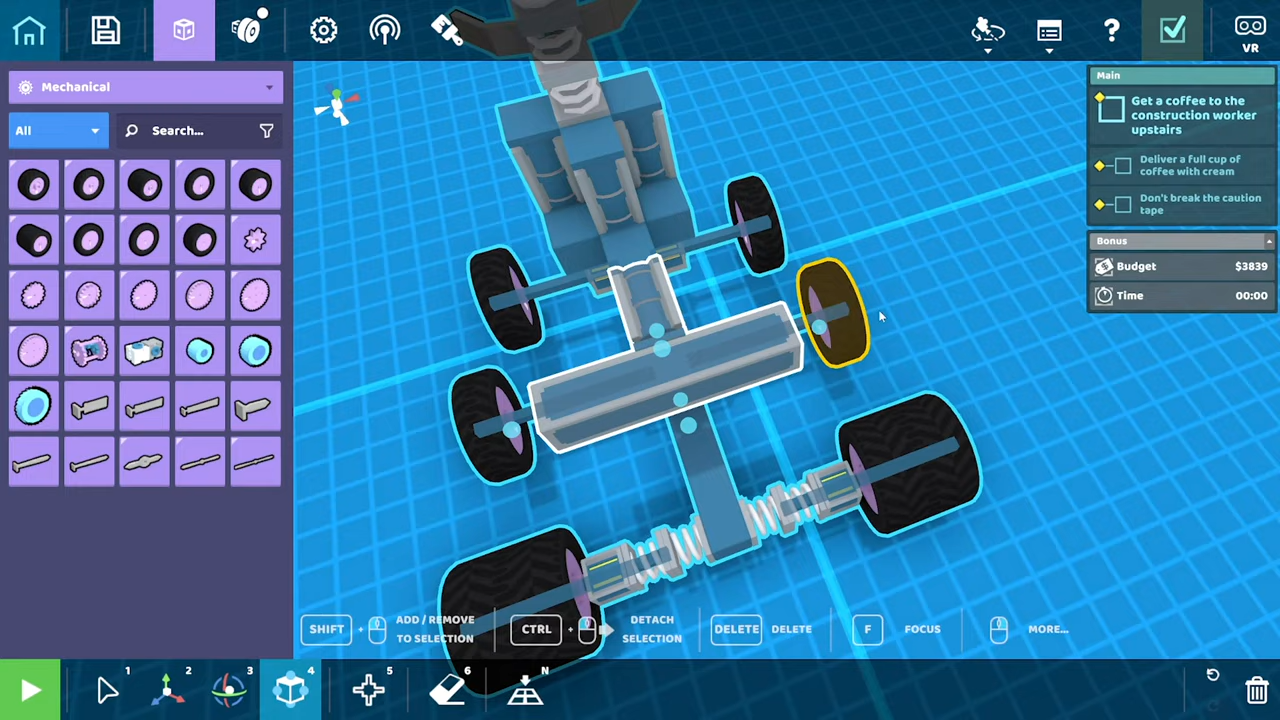 VR
Mechanical
All
Search...
Main
Get a coffee to the
construction worker
upstairs
Deliver a full cup of
coffee with cream
Don't break the caution
tape
Bonus
Budget $3839
Time 00:00
SHIFT + ADD / REMOVE
TO SELECTION
CTRL + DETACH
SELECTION
DELETE DELETE
F FOCUS
MORE...
1 2 3 4 5 6 N